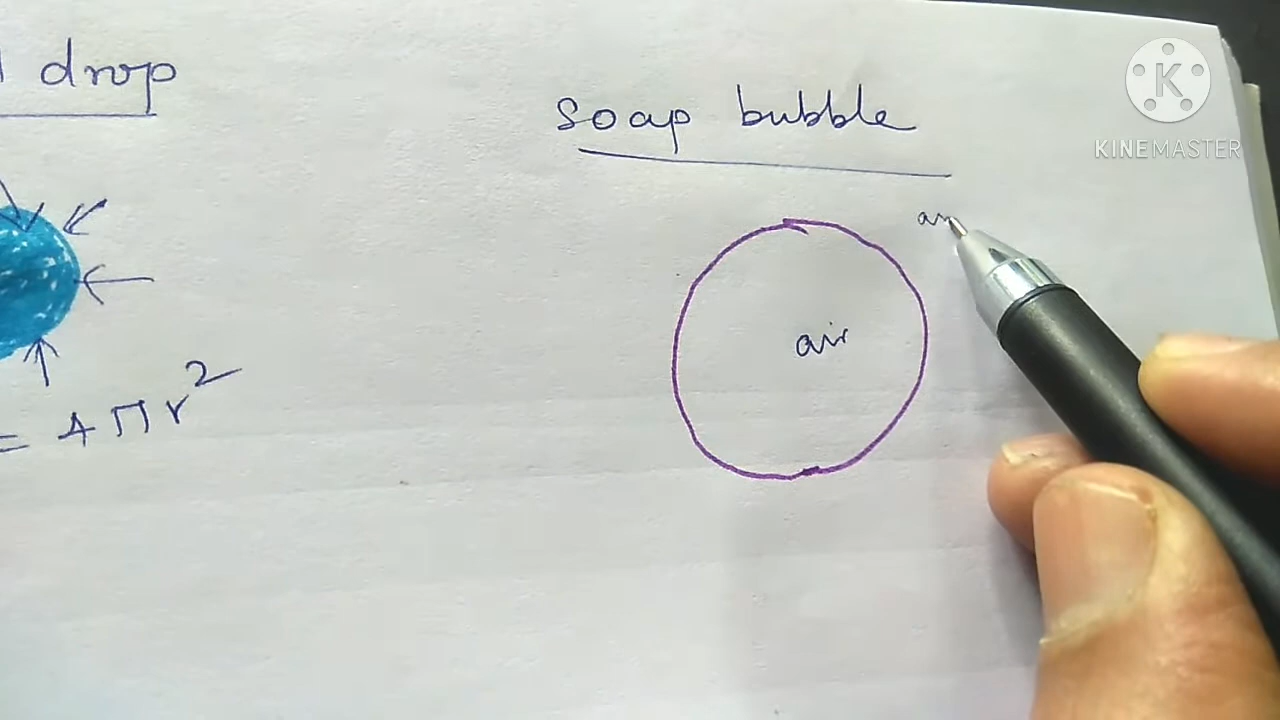 drop
soap bubble
air
= 4πr²
K
KINEMASTER